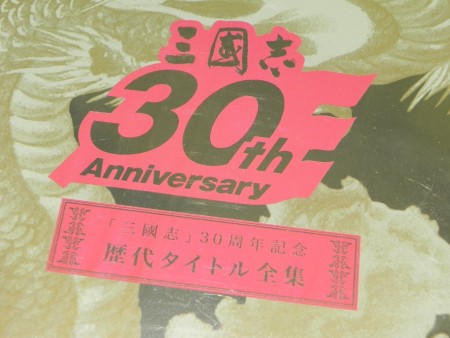 三國志
30th
Anniversary
「三國志」30周年記念
歴代タイトル全集